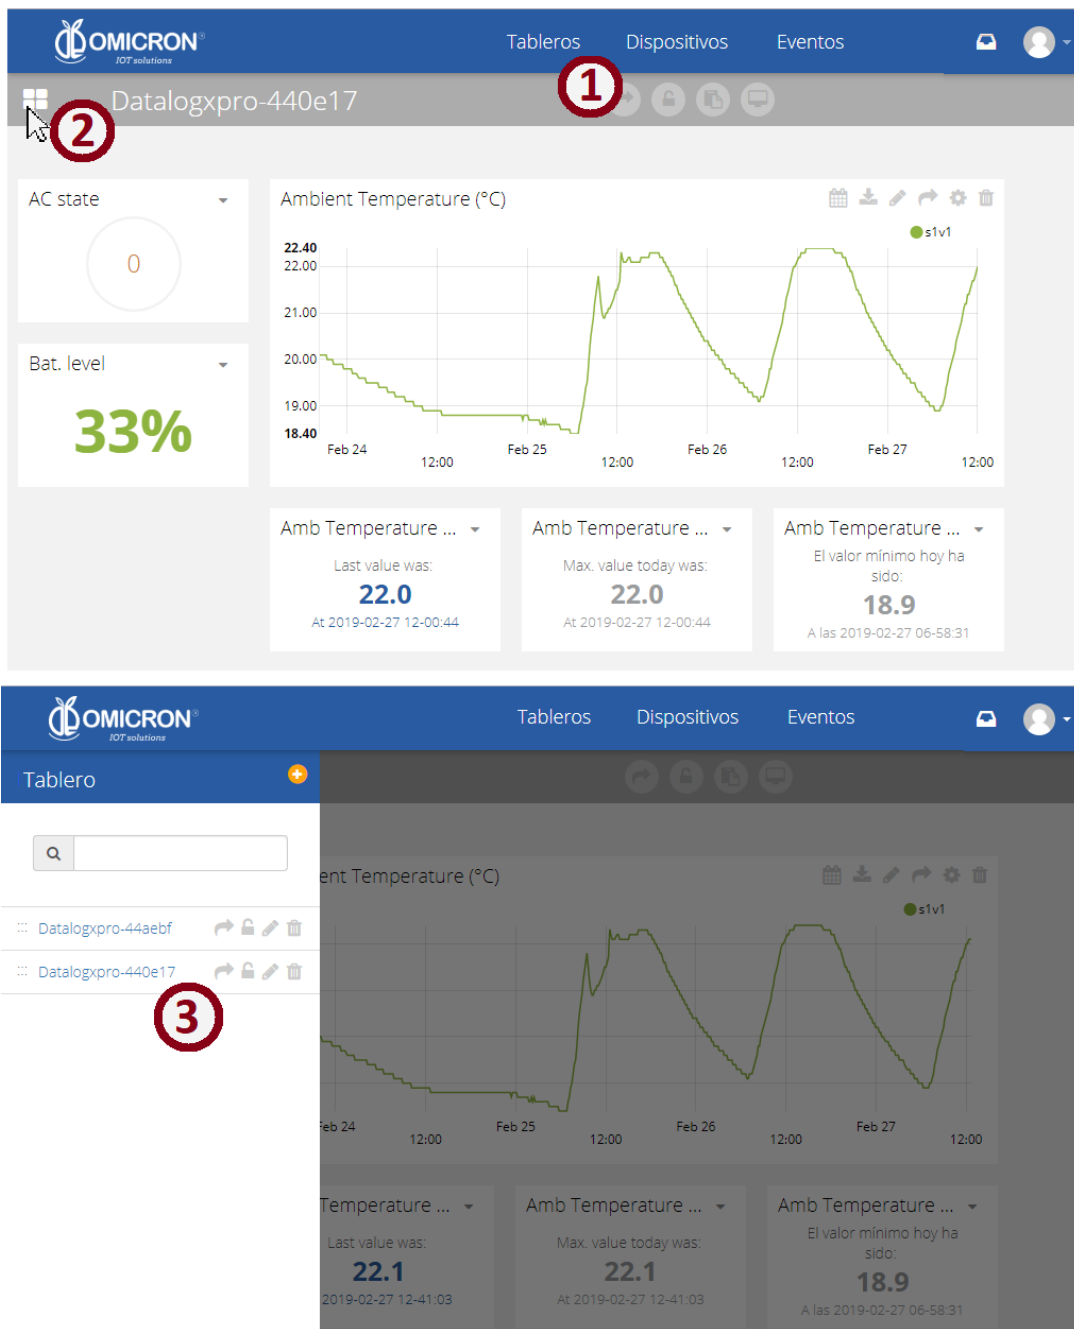 OMICRON®
IOT solutions
Tableros Dispositivos Eventos
1
Datalogxpro-440e17
2
AC state
0
Bat. level
33%
Ambient Temperature (°C)
s1v1
22.40
22.00
21.00
20.00
19.00
18.40
Feb 24 12:00 Feb 25 12:00 Feb 26 12:00 Feb 27 12:00
Amb Temperature ...
Last value was:
22.0
At 2019-02-27 12-00:44
Amb Temperature ...
Max. value today was:
22.0
At 2019-02-27 12-00:44
Amb Temperature ...
El valor mínimo hoy ha
sido:
18.9
A las 2019-02-27 06-58:31
OMICRON®
IOT solutions
Tableros Dispositivos Eventos
Tablero
Datalogxpro-44aebf
Datalogxpro-440e17
3
ent Temperature (°C)
s1v1
Feb 24 12:00 Feb 25 12:00 Feb 26 12:00 Feb 27 12:00
Temperature ...
Last value was:
22.1
2019-02-27 12-41:03
Amb Temperature ...
Max. value today was:
22.1
At 2019-02-27 12-41:03
Amb Temperature ...
El valor mínimo hoy ha
sido:
18.9
A las 2019-02-27 06-58:31